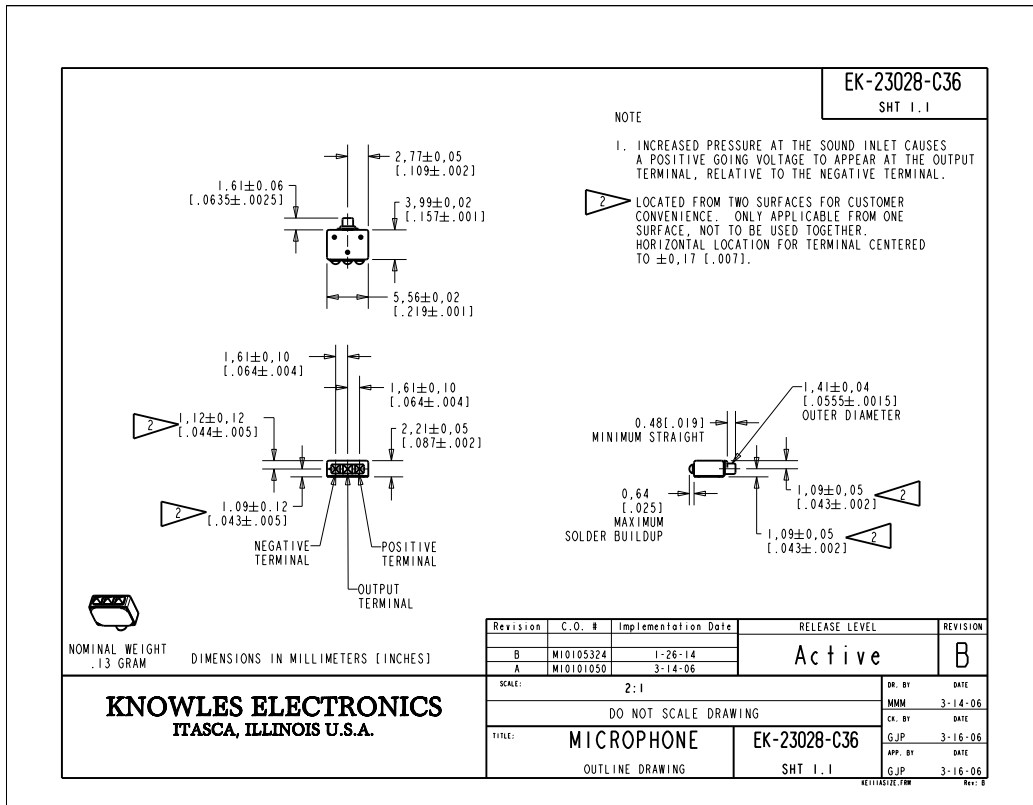 EK-23028-C36
SHT 1.1
NOTE
1. INCREASED PRESSURE AT THE SOUND INLET CAUSES
A POSITIVE GOING VOLTAGE TO APPEAR AT THE OUTPUT
TERMINAL, RELATIVE TO THE NEGATIVE TERMINAL.
2 LOCATED FROM TWO SURFACES FOR CUSTOMER
CONVENIENCE. ONLY APPLICABLE FROM ONE
SURFACE, NOT TO BE USED TOGETHER.
HORIZONTAL LOCATION FOR TERMINAL CENTERED
TO ±0,17 [.007].
2,77±0,05
[.109±.002]
1.61±0.06
[.0635±.0025]
3,99±0,02
[.157±.001]
5,56±0,02
[.219±.001]
1,61±0,10
[.064±.004]
1,61±0,10
[.064±.004]
2
1,12±0,12
[.044±.005]
2,21±0,05
[.087±.002]
2
1.09±0.12
[.043±.005]
NEGATIVE
TERMINAL
POSITIVE
TERMINAL
OUTPUT
TERMINAL
1,41±0,04
[.0555±.0015]
OUTER DIAMETER
0.48[.019]
MINIMUM STRAIGHT
0,64
[.025]
MAXIMUM
SOLDER BUILDUP
1,09±0,05
[.043±.002]
2
1,09±0,05
[.043±.002]
2
NOMINAL WEIGHT
.13 GRAM
DIMENSIONS IN MILLIMETERS [INCHES]
Revision C.O. # Implementation Date RELEASE LEVEL REVISION
B M10105324 1-26-14 Active B
A M10101050 3-14-06
KNOWLES ELECTRONICS
ITASCA, ILLINOIS U.S.A.
SCALE: 2:1
DO NOT SCALE DRAWING
TITLE: MICROPHONE
OUTLINE DRAWING
EK-23028-C36
SHT 1.1
DR. BY DATE
MMM 3-14-06
CK. BY DATE
GJP 3-16-06
APP. BY DATE
GJP 3-16-06
Rev: B